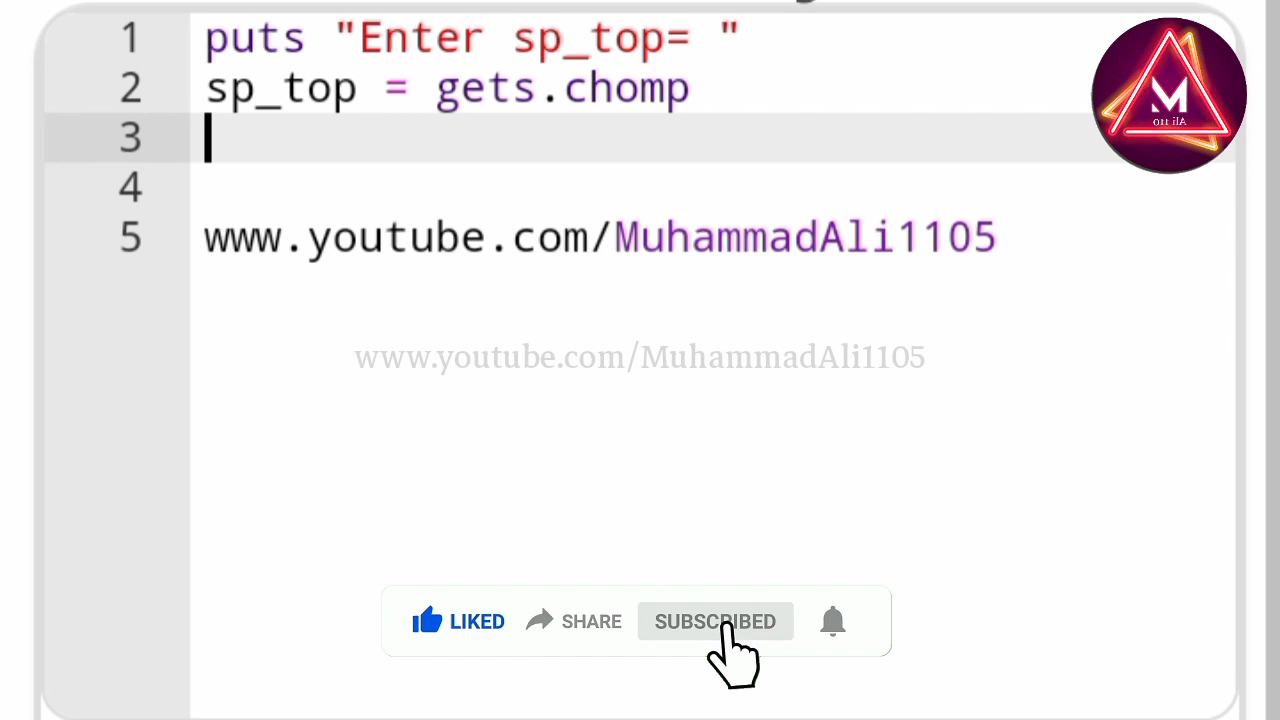 1 puts "Enter sp_top= "
2 sp_top = gets.chomp
3
4
5 www.youtube.com/MuhammadAli1105
www.youtube.com/MuhammadAli1105
LIKED SHARE SUBSCRIBED
M